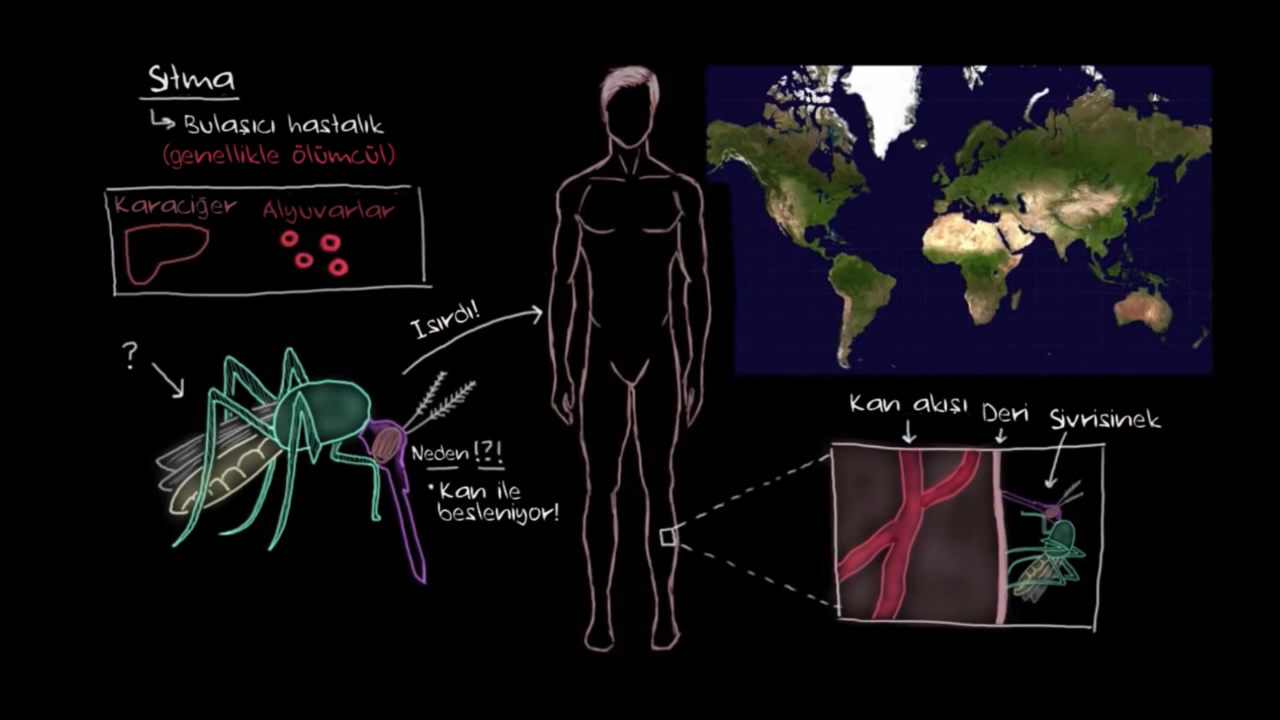 Sıtma
↳ Bulaşıcı hastalık
(genellikle ölümcül)
Karaciğer Alyuvarlar
Isırdı!
?
Neden !?!
• Kan ile
besleniyor!
Kan akışı Deri Sivrisinek